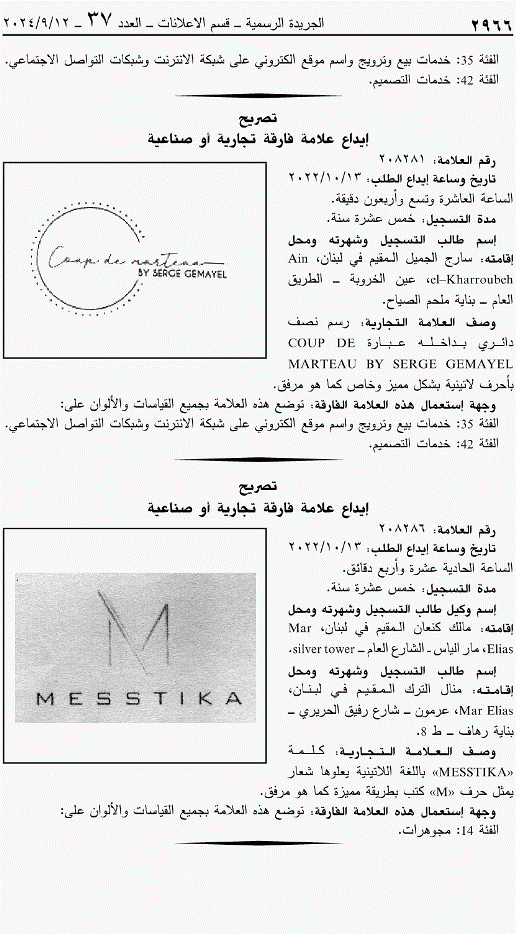 ٢٩٦٦
الجريدة الرسمية ــ قسم الاعلانات ــ العدد ٣٧ ــ ٢٠٢٤/٩/١٢
الفئة 35: خدمات بيع وترويج واسم موقع الكتروني على شبكة الانترنت وشبكات التواصل الاجتماعي.
الفئة 42: خدمات التصميم.
تصريح
إيداع علامة فارقة تجارية أو صناعية
رقم العلامة: ٢٠٨٢٨١
تاريخ وساعة إيداع الطلب: ٢٠٢٢/١٠/١٣
الساعة العاشرة وتسع وأربعون دقيقة.
مدة التسجيل: خمس عشرة سنة.
إسم طالب التسجيل وشهرته ومحل
إقامته: سارج الجميل المقيم في لبنان، Ain
el–Kharroubeh، عين الخروبة ــ الطريق
العام ــ بناية ملحم الصياح.
وصف العلامة التجارية: رسم نصف
دائري بداخله عبارة COUP DE
MARTEAU BY SERGE GEMAYEL
بأحرف لاتينية بشكل مميز وخاص كما هو مرفق.
Coup de marteau
BY SERGE GEMAYEL
وجهة إستعمال هذه العلامة الفارقة: توضع هذه العلامة بجميع القياسات والألوان على:
الفئة 35: خدمات بيع وترويج واسم موقع الكتروني على شبكة الانترنت وشبكات التواصل الاجتماعي.
الفئة 42: خدمات التصميم.
تصريح
إيداع علامة فارقة تجارية أو صناعية
رقم العلامة: ٢٠٨٢٨٦
تاريخ وساعة إيداع الطلب: ٢٠٢٢/١٠/١٣
الساعة الحادية عشرة وأربع دقائق.
مدة التسجيل: خمس عشرة سنة.
إسم وكيل طالب التسجيل وشهرته ومحل
إقامته: مالك كنعان المقيم في لبنان، Mar
Elias، مار الياس ـ الشارع العام ــ silver tower.
إسم طالب التسجيل وشهرته ومحل
إقامته: منال الترك المقيم في لبنان،
Mar Elias، عرمون ــ شارع رفيق الحريري ــ
بناية رهاف ــ ط 8.
وصف العلامة التجارية: كلمة
«MESSTIKA» باللغة اللاتينية يعلوها شعار
يمثل حرف «M» كتب بطريقة مميزة كما هو مرفق.
M
MESSTIKA
وجهة إستعمال هذه العلامة الفارقة: توضع هذه العلامة بجميع القياسات والألوان على:
الفئة 14: مجوهرات.